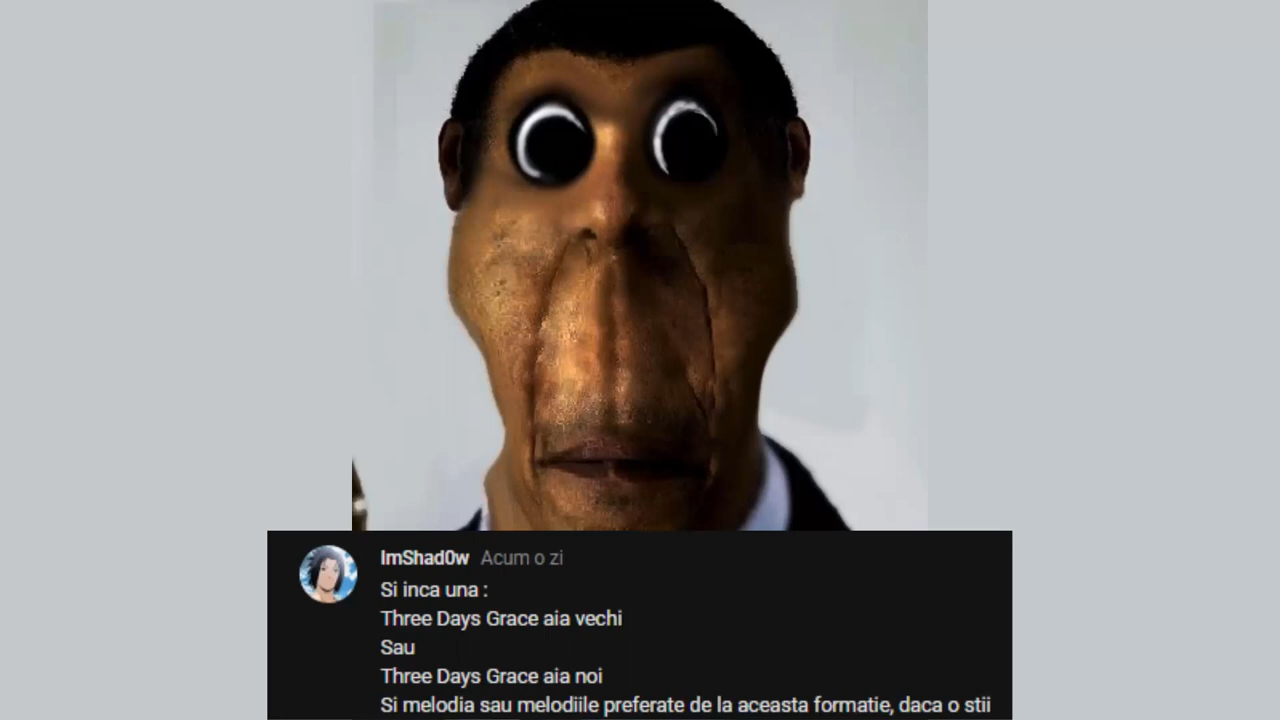 ImShad0w Acum o zi
Si inca una :
Three Days Grace aia vechi
Sau
Three Days Grace aia noi
Si melodia sau melodiile preferate de la aceasta formatie, daca o stii